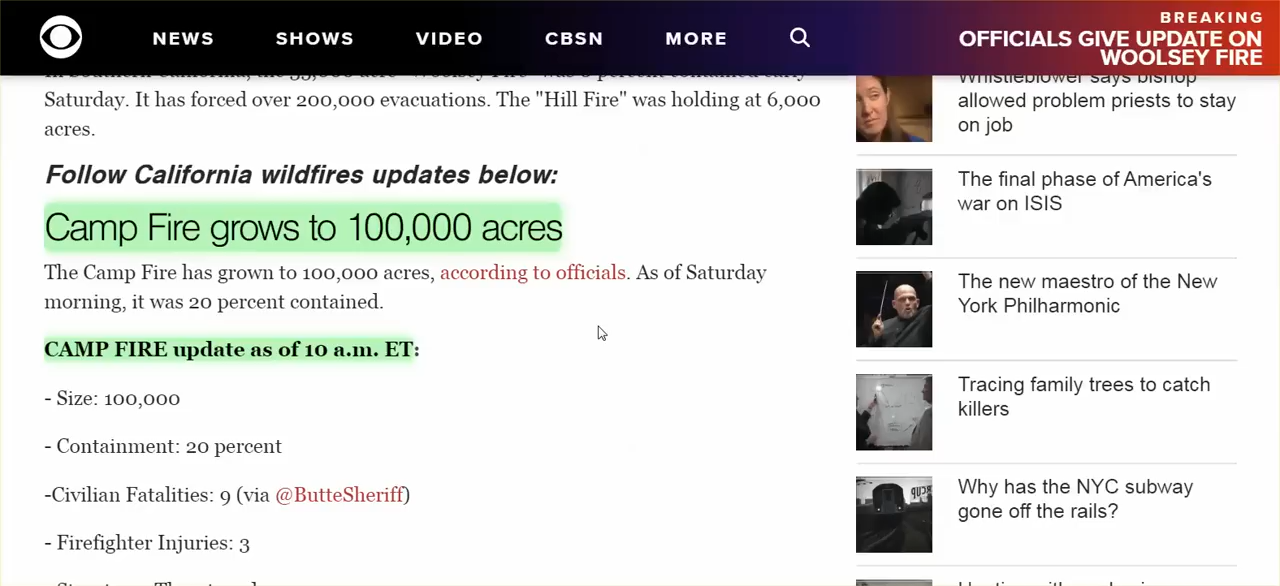 NEWS SHOWS VIDEO CBSN MORE
BREAKING
OFFICIALS GIVE UPDATE ON
WOOLSEY FIRE
Saturday. It has forced over 200,000 evacuations. The "Hill Fire" was holding at 6,000
acres.
Follow California wildfires updates below:
Camp Fire grows to 100,000 acres
The Camp Fire has grown to 100,000 acres, according to officials. As of Saturday
morning, it was 20 percent contained.
CAMP FIRE update as of 10 a.m. ET:
- Size: 100,000
- Containment: 20 percent
-Civilian Fatalities: 9 (via @ButteSheriff)
- Firefighter Injuries: 3
Whistleblower says bishop
allowed problem priests to stay
on job
The final phase of America's
war on ISIS
The new maestro of the New
York Philharmonic
Tracing family trees to catch
killers
Why has the NYC subway
gone off the rails?